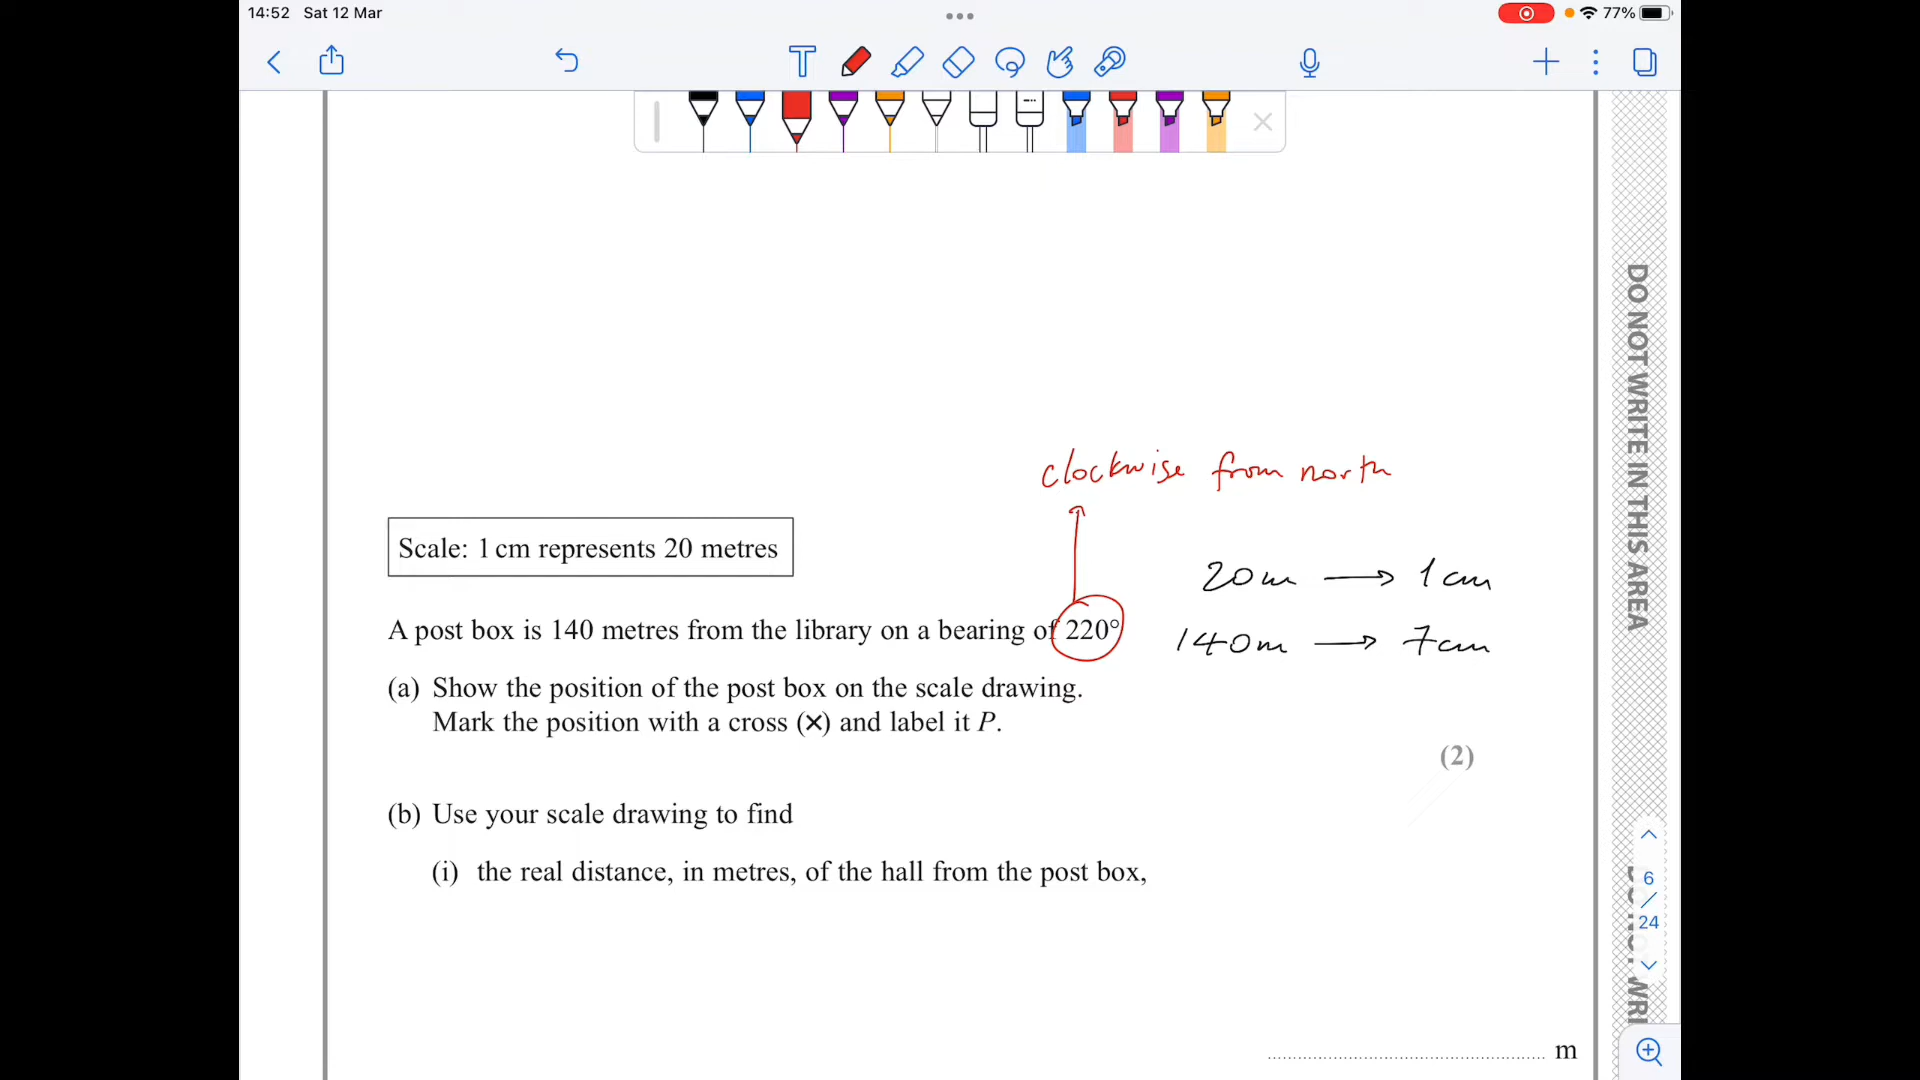 14:52 Sat 12 Mar
77%
clockwise from north
Scale: 1 cm represents 20 metres
20m → 1 cm
A post box is 140 metres from the library on a bearing of 220°
140m → 7cm
(a) Show the position of the post box on the scale drawing.
Mark the position with a cross (×) and label it P.
(2)
(b) Use your scale drawing to find
(i) the real distance, in metres, of the hall from the post box,
m
DO NOT WRITE IN THIS AREA
6
/
24